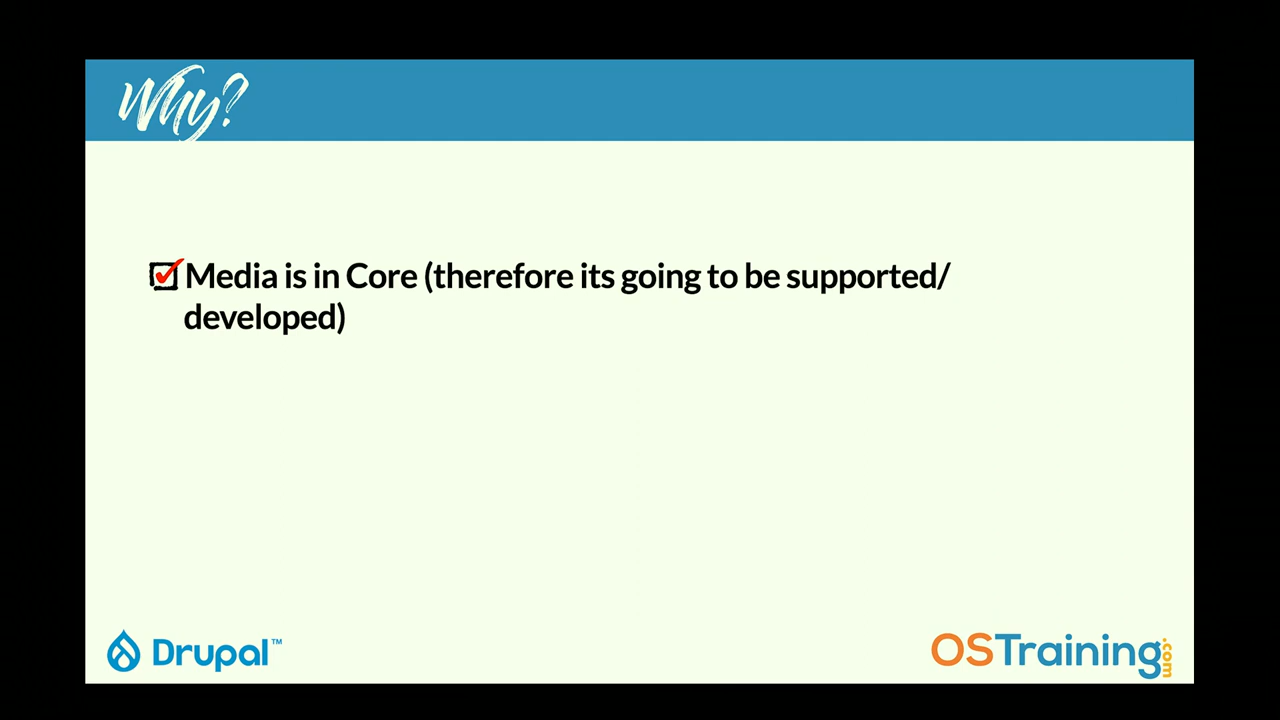 Why?
Media is in Core (therefore its going to be supported/
developed)
Drupal™
OSTraining.com